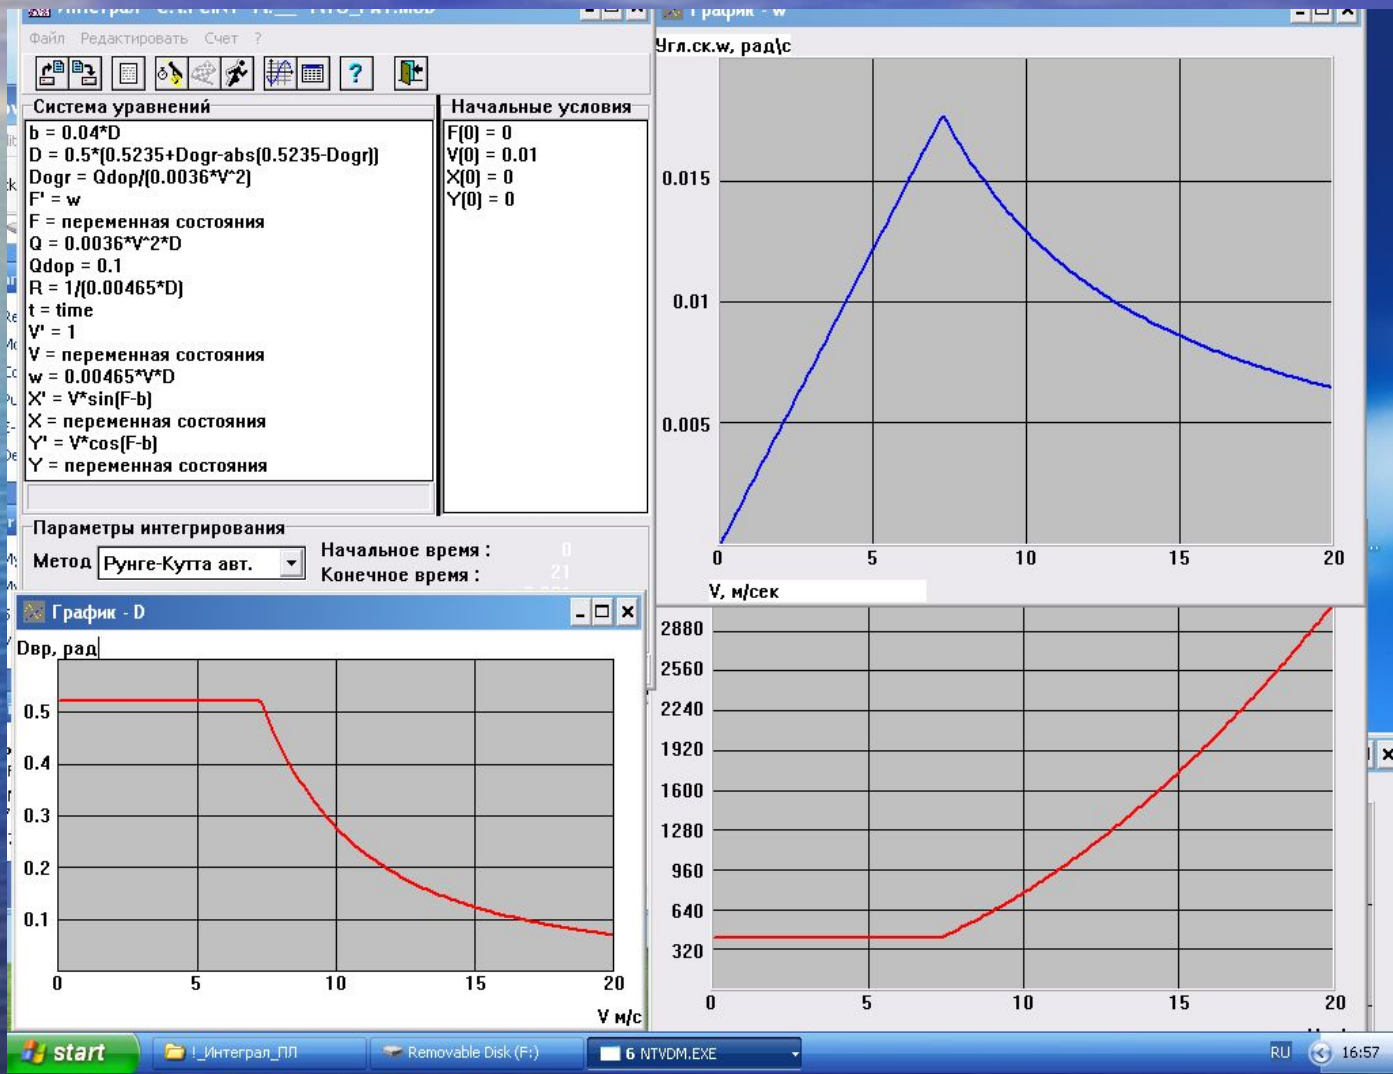 График - w
Файл Редактировать Счет ?
Система уравнений
b = 0.04*D
D = 0.5*(0.5235+Dogr-abs(0.5235-Dogr))
Dogr = Qdop/(0.0036*V^2)
F' = w
F = переменная состояния
Q = 0.0036*V^2*D
Qdop = 0.1
R = 1/(0.00465*D)
t = time
V' = 1
V = переменная состояния
w = 0.00465*V*D
X' = V*sin(F-b)
X = переменная состояния
Y' = V*cos(F-b)
Y = переменная состояния
Начальные условия
F(0) = 0
V(0) = 0.01
X(0) = 0
Y(0) = 0
Параметры интегрирования
Метод Рунге-Кутта авт.
Начальное время : 0
Конечное время : 21
Угл.ск.w, рад\с
0.015
0.01
0.005
0 5 10 15 20
V, м/сек
График - D
Dвр, рад
0.5
0.4
0.3
0.2
0.1
0 5 10 15 20
V м/с
2880
2560
2240
1920
1600
1280
960
640
320
0 5 10 15 20
start
!_Интеграл_ПЛ
Removable Disk (F:)
6 NTVDM.EXE
RU
16:57